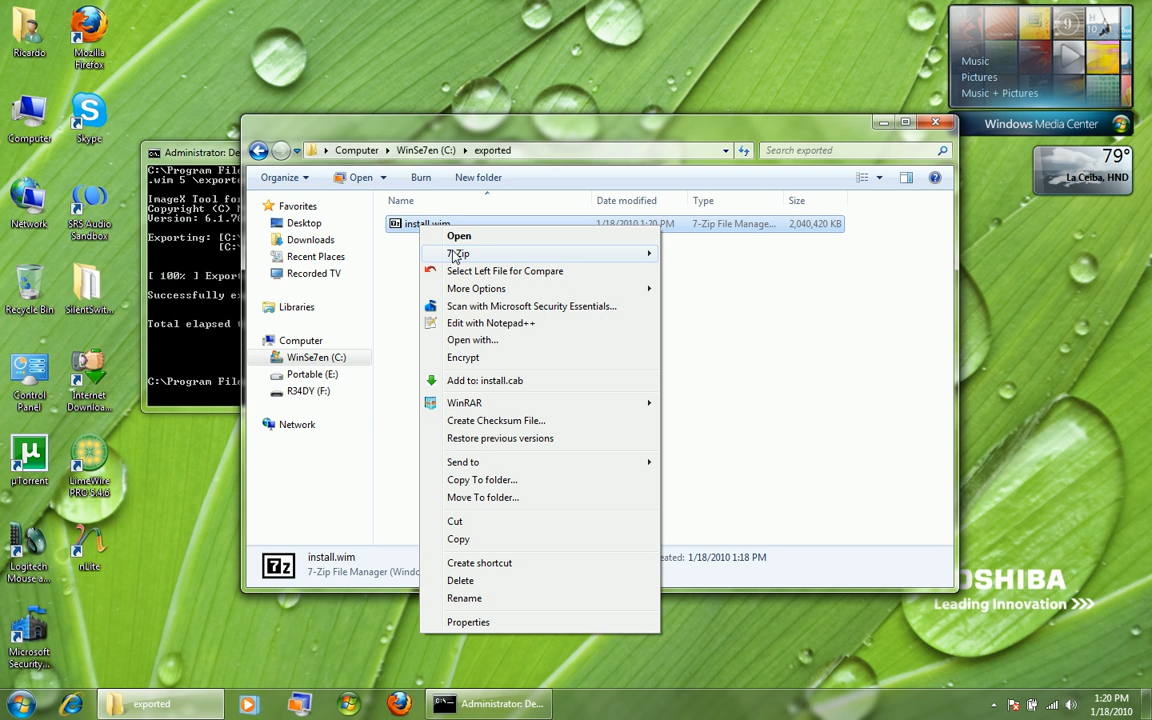 Ricardo
Mozilla
Firefox
Computer
Skype
Network
SRS Audio
Sandbox
Recycle Bin
SilentSwit...
Control
Panel
Internet
Downloa...
µTorrent
LimeWire
PRO 5.4.6
Logitech
Mouse a...
nLite
Microsoft
Security...
Administrator: De
C:\Program File
.wim 5 \export
ImageX Tool fo
Copyright (C)
Version: 6.1.76
Exporting: [C:
[C:
[ 100% ] Export
Successfully e
Total elapsed t
C:\Program File
Computer
WinSe7en (C:)
exported
Search exported
Organize
Open
Burn
New folder
Name
Date modified
Type
Size
install.wim
1/18/2010 1:20 PM
7-Zip File Manage...
2,040,420 KB
Favorites
Desktop
Downloads
Recent Places
Recorded TV
Libraries
Computer
WinSe7en (C:)
Portable (E:)
R34DY (F:)
Network
Open
7-Zip
Select Left File for Compare
More Options
Scan with Microsoft Security Essentials...
Edit with Notepad++
Open with...
Encrypt
Add to: install.cab
WinRAR
Create Checksum File...
Restore previous versions
Send to
Copy To folder...
Move To folder...
Cut
Copy
Create shortcut
Delete
Rename
Properties
7z
install.wim
7-Zip File Manager (Windo
eated: 1/18/2010 1:18 PM
Music
Pictures
Music + Pictures
Windows Media Center
79°
La Ceiba, HND
OSHIBA
Leading Innovation >>>
exported
Administrator: De...
1:20 PM
1/18/2010